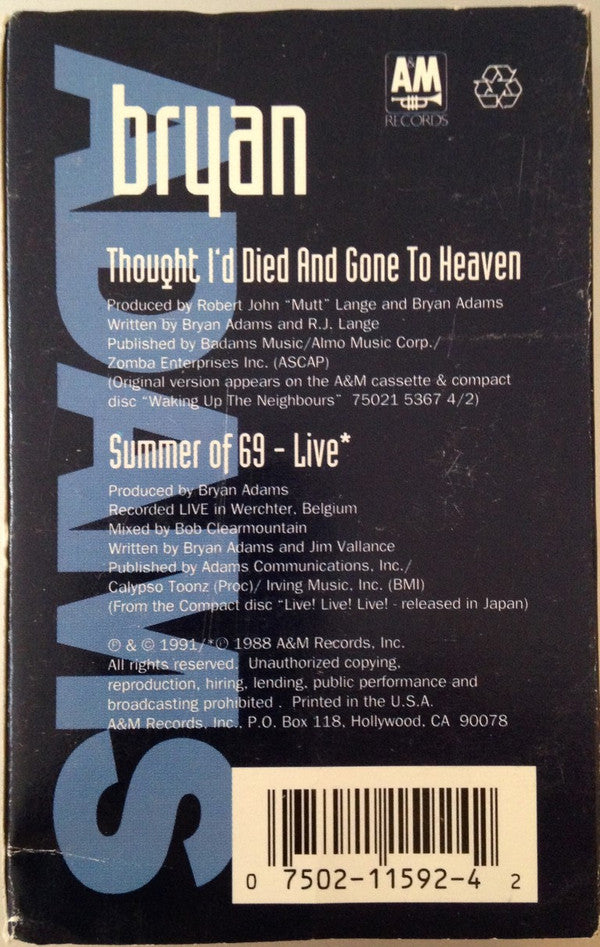 A&M
RECORDS
bryan
ADAMS
Thought I'd Died And Gone To Heaven
Produced by Robert John "Mutt" Lange and Bryan Adams
Written by Bryan Adams and R.J. Lange
Published by Badams Music/Almo Music Corp./
Zomba Enterprises Inc. (ASCAP)
(Original version appears on the A&M cassette & compact
disc "Waking Up The Neighbours" 75021 5367 4/2)
Summer of 69 - Live*
Produced by Bryan Adams
Recorded LIVE in Werchter, Belgium
Mixed by Bob Clearmountain
Written by Bryan Adams and Jim Vallance
Published by Adams Communications, Inc./
Calypso Toonz (Proc)/ Irving Music, Inc. (BMI)
(From the Compact disc "Live! Live! Live! - released in Japan)
℗ & © 1991/*℗ 1988 A&M Records, Inc.
All rights reserved. Unauthorized copying,
reproduction, hiring, lending, public performance and
broadcasting prohibited . Printed in the U.S.A.
A&M Records, Inc., P.O. Box 118, Hollywood, CA 90078
0 7502-11592-4 2